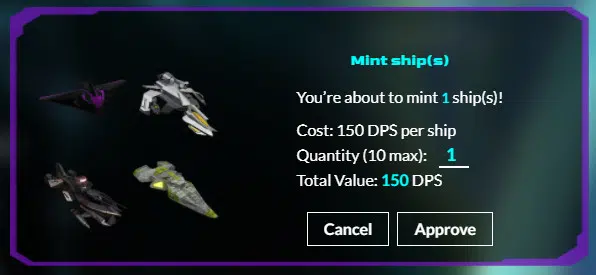 Mint ship(s)
You're about to mint 1 ship(s)!
Cost: 150 DPS per ship
Quantity (10 max): 1
Total Value: 150 DPS
Cancel Approve